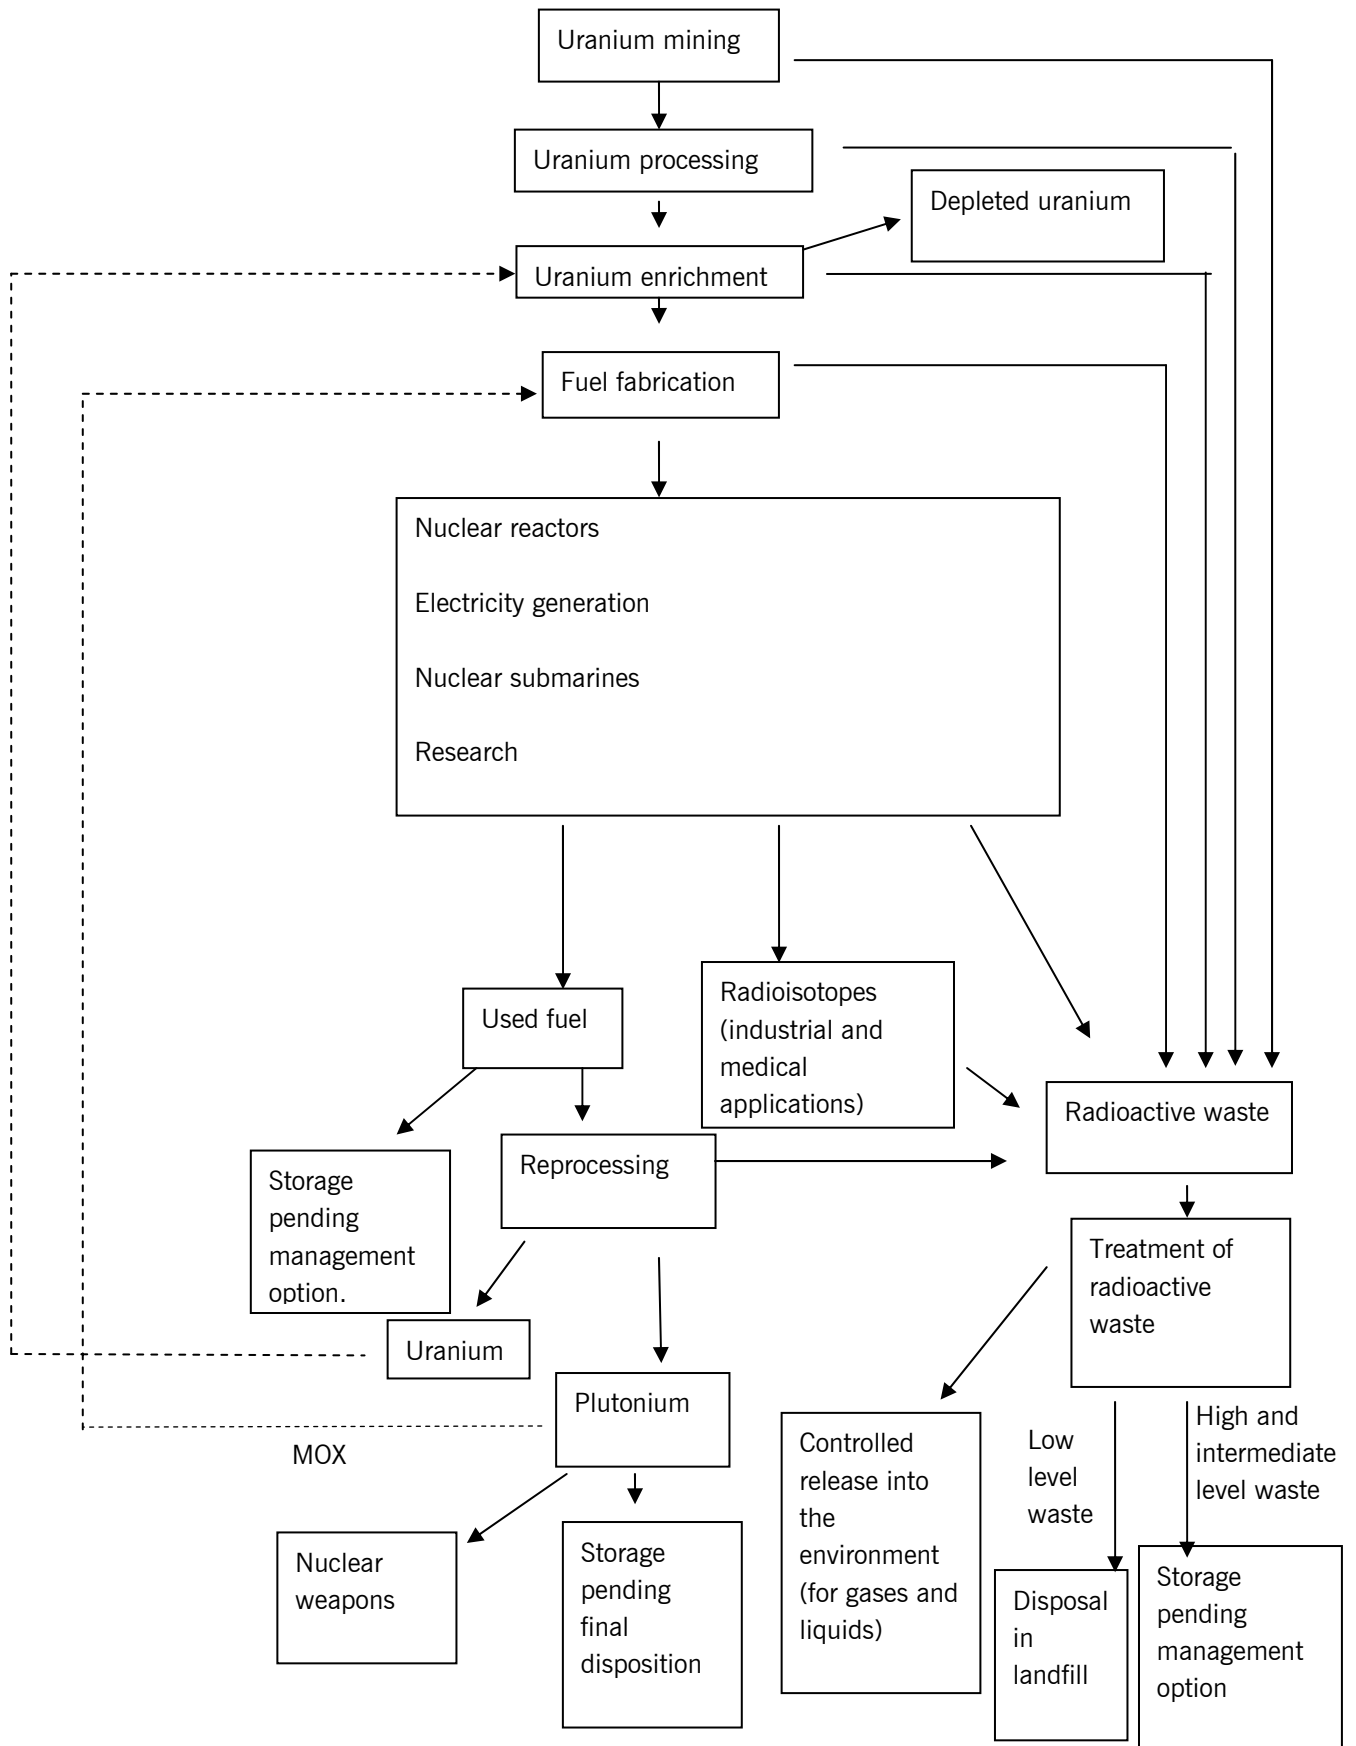 Uranium mining
Uranium processing
Depleted uranium
Uranium enrichment
Fuel fabrication
Nuclear reactors
Electricity generation
Nuclear submarines
Research
Used fuel
Radioisotopes
(industrial and
medical
applications)
Radioactive waste
Reprocessing
Storage
pending
management
option.
Treatment of
radioactive
waste
Uranium
Plutonium
MOX
Controlled
release into
the
environment
(for gases and
liquids)
Low
level
waste
High and
intermediate
level waste
Nuclear
weapons
Storage
pending
final
disposition
Disposal
in
landfill
Storage
pending
management
option